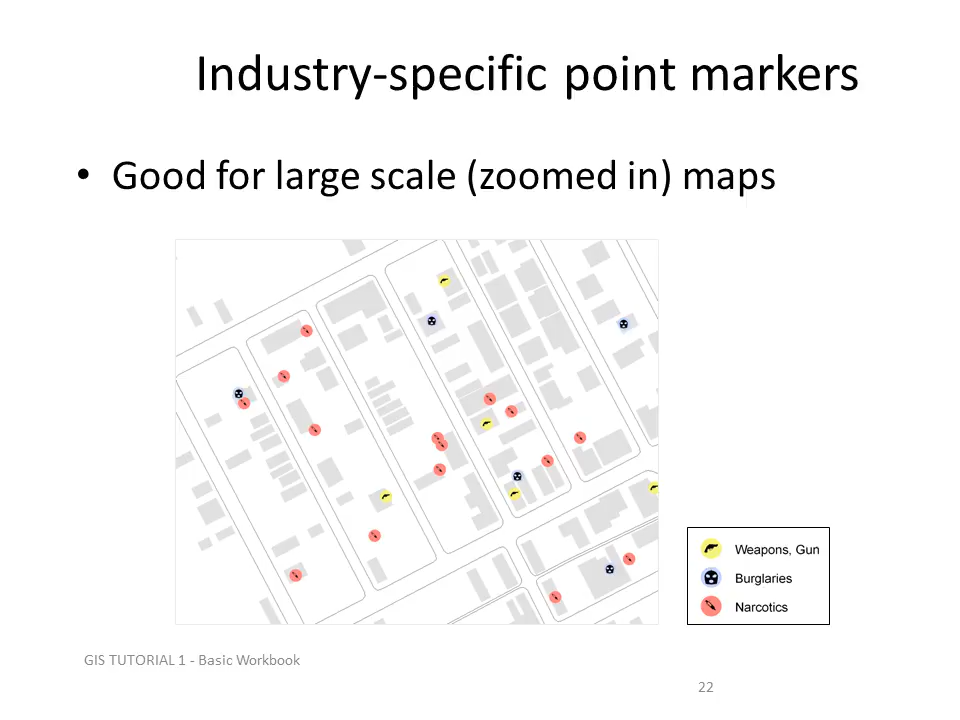 Industry-specific point markers
• Good for large scale (zoomed in) maps
Weapons, Gun
Burglaries
Narcotics
GIS TUTORIAL 1 - Basic Workbook
22